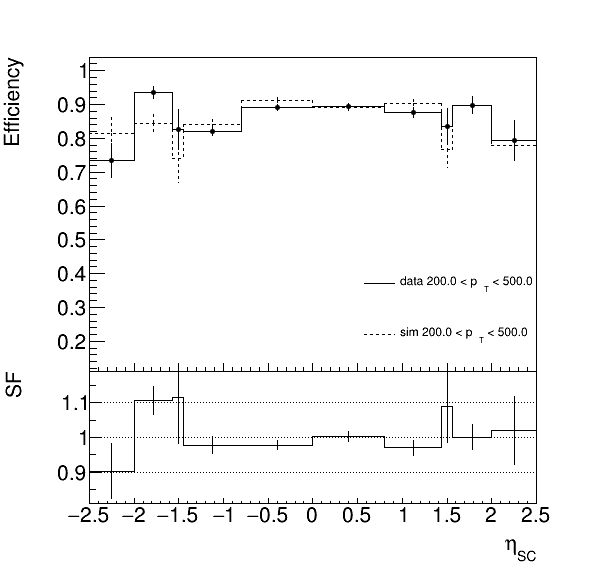 Efficiency
1
0.9
0.8
0.7
0.6
0.5
0.4
0.3
0.2
data 200.0 < p T < 500.0
sim 200.0 < p T < 500.0
SF
1.1
1
0.9
−2.5 −2 −1.5 −1 −0.5 0 0.5 1 1.5 2 2.5
ηSC